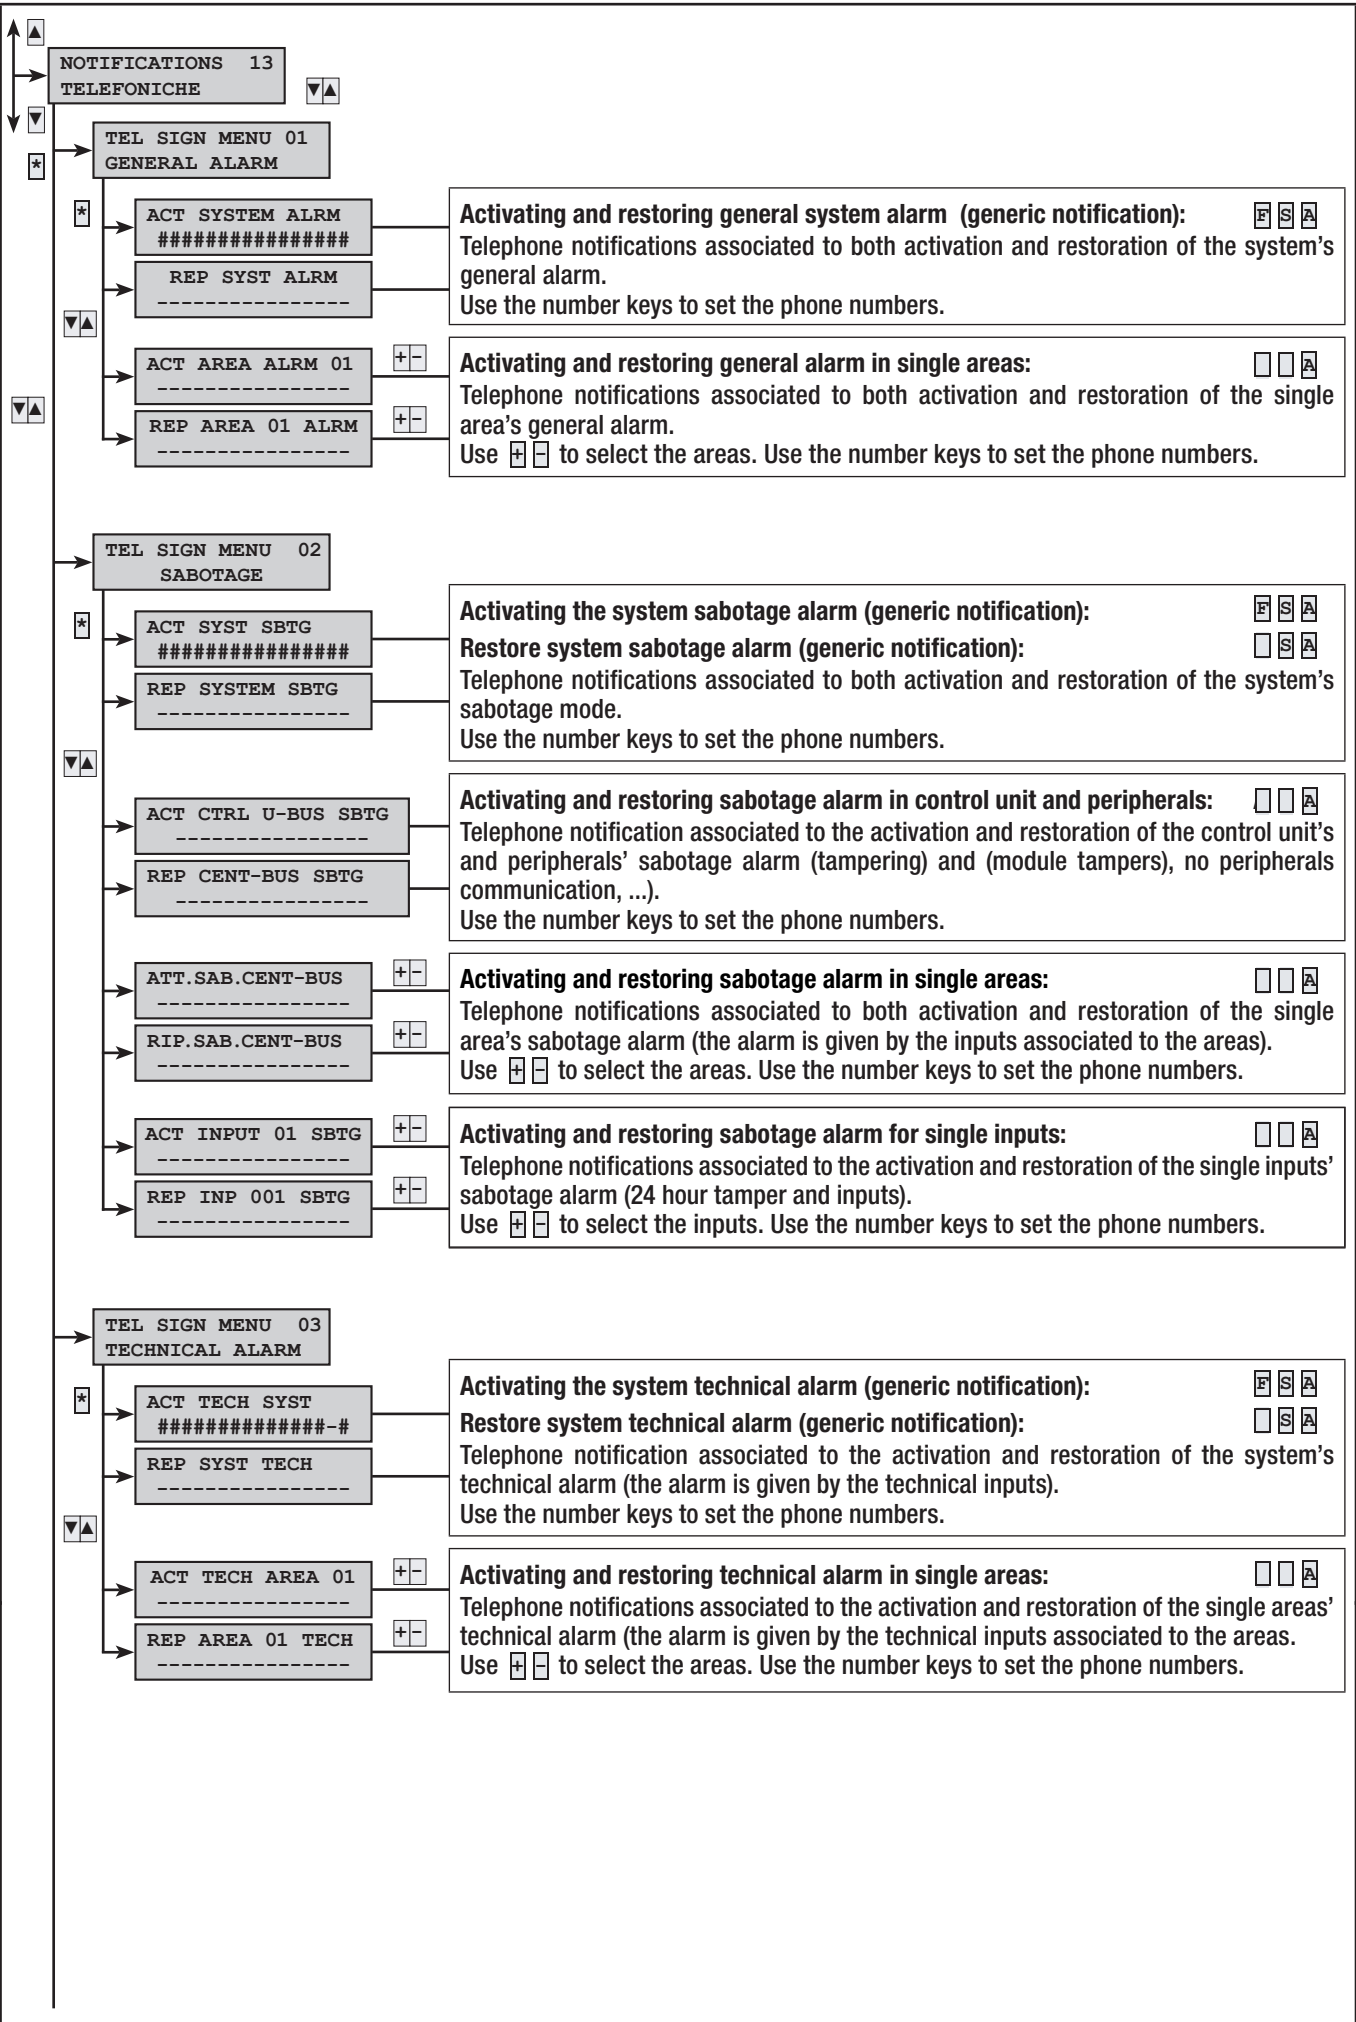 ▲
NOTIFICATIONS 13
TELEFONICHE
▼▲
▼
*
TEL SIGN MENU 01
GENERAL ALARM
*
ACT SYSTEM ALRM
################
REP SYST ALRM
----------------
Activating and restoring general system alarm (generic notification): F S A
Telephone notifications associated to both activation and restoration of the system's
general alarm.
Use the number keys to set the phone numbers.
▼▲
ACT AREA ALRM 01
----------------
+-
REP AREA 01 ALRM
----------------
+-
Activating and restoring general alarm in single areas: A
Telephone notifications associated to both activation and restoration of the single
area's general alarm.
Use + - to select the areas. Use the number keys to set the phone numbers.
▼▲
TEL SIGN MENU 02
SABOTAGE
*
ACT SYST SBTG
################
REP SYSTEM SBTG
----------------
Activating the system sabotage alarm (generic notification): F S A
Restore system sabotage alarm (generic notification): S A
Telephone notifications associated to both activation and restoration of the system's
sabotage mode.
Use the number keys to set the phone numbers.
▼▲
ACT CTRL U-BUS SBTG
----------------
REP CENT-BUS SBTG
----------------
Activating and restoring sabotage alarm in control unit and peripherals: A
Telephone notification associated to the activation and restoration of the control unit's
and peripherals' sabotage alarm (tampering) and (module tampers), no peripherals
communication, ...).
Use the number keys to set the phone numbers.
ATT.SAB.CENT-BUS
----------------
+-
RIP.SAB.CENT-BUS
----------------
+-
Activating and restoring sabotage alarm in single areas: A
Telephone notifications associated to both activation and restoration of the single
area's sabotage alarm (the alarm is given by the inputs associated to the areas).
Use + - to select the areas. Use the number keys to set the phone numbers.
ACT INPUT 01 SBTG
----------------
+-
REP INP 001 SBTG
----------------
+-
Activating and restoring sabotage alarm for single inputs: A
Telephone notifications associated to the activation and restoration of the single inputs'
sabotage alarm (24 hour tamper and inputs).
Use + - to select the inputs. Use the number keys to set the phone numbers.
TEL SIGN MENU 03
TECHNICAL ALARM
*
ACT TECH SYST
##############-#
REP SYST TECH
----------------
Activating the system technical alarm (generic notification): F S A
Restore system technical alarm (generic notification): S A
Telephone notification associated to the activation and restoration of the system's
technical alarm (the alarm is given by the technical inputs).
Use the number keys to set the phone numbers.
▼▲
ACT TECH AREA 01
----------------
+-
REP AREA 01 TECH
----------------
+-
Activating and restoring technical alarm in single areas: A
Telephone notifications associated to the activation and restoration of the single areas'
technical alarm (the alarm is given by the technical inputs associated to the areas.
Use + - to select the areas. Use the number keys to set the phone numbers.